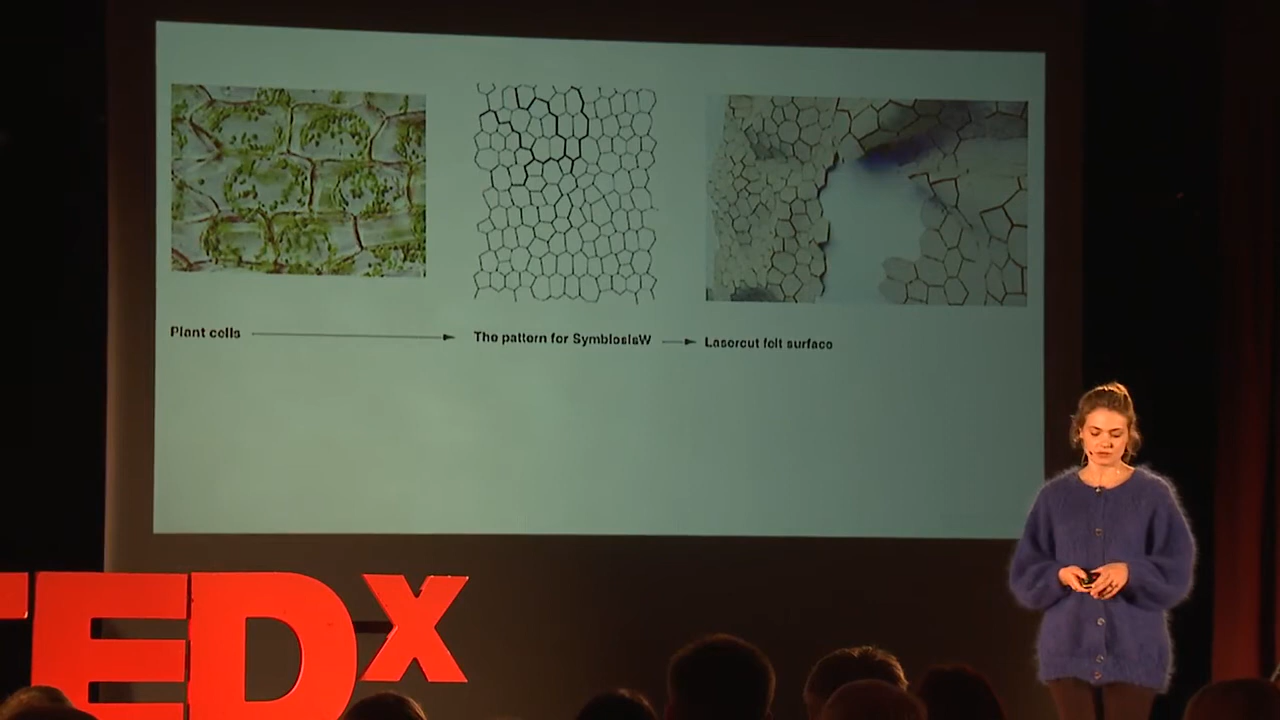 Plant cells
The pattern for SymbiosisW
Lasercut felt surface
TEDx